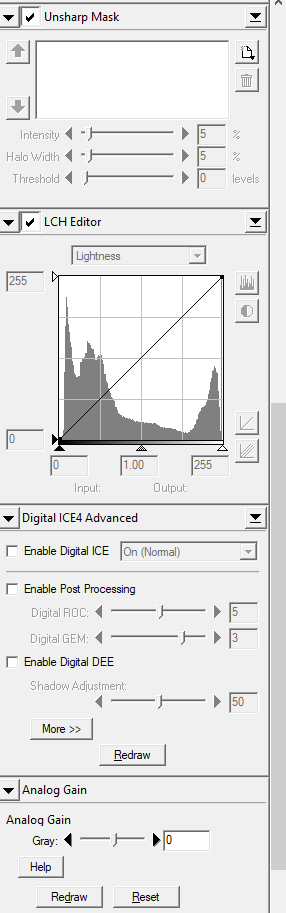 Unsharp Mask
Intensity 5 %
Halo Width 5 %
Threshold 0 levels
LCH Editor
Lightness
255
0
0 1.00 255
Input: Output:
Digital ICE4 Advanced
Enable Digital ICE On (Normal)
Enable Post Processing
Digital ROC: 5
Digital GEM: 3
Enable Digital DEE
Shadow Adjustment:
50
More >>
Redraw
Analog Gain
Analog Gain
Gray: 0
Help
Redraw Reset